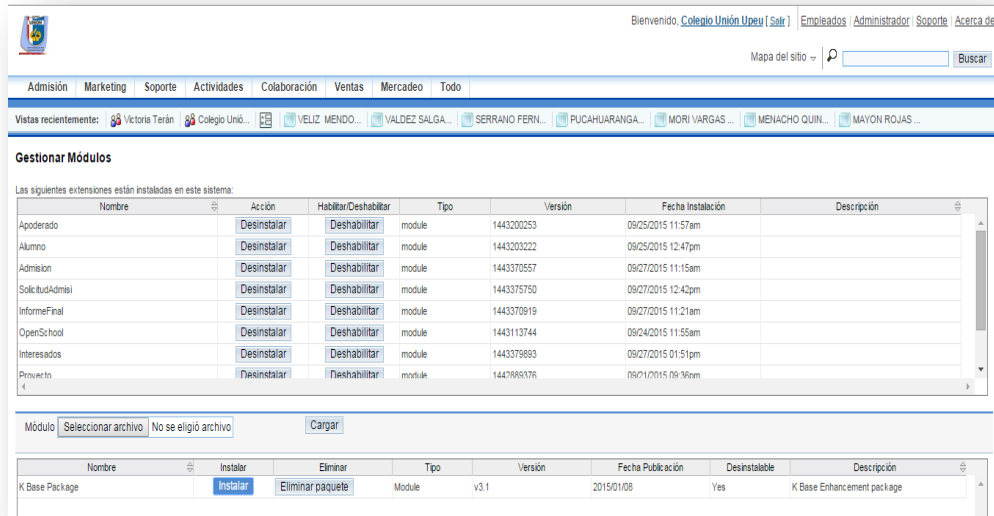 Bienvenido, Colegio Unión Upeu [ Salir ] Empleados | Administrador | Soporte | Acerca de
Mapa del sitio Buscar
Admisión Marketing Soporte Actividades Colaboración Ventas Mercadeo Todo
Vistas recientemente: Victoria Terán Colegio Unió... VELIZ MENDO... VALDEZ SALGA... SERRANO FERN... PUCAHUARANGA... MORI VARGAS ... MENACHO QUIN... MAYON ROJAS ...
Gestionar Módulos
Las siguientes extensiones están instaladas en este sistema:
Nombre Acción Habilitar/Deshabilitar Tipo Versión Fecha Instalación Descripción
Apoderado Desinstalar Deshabilitar module 1443200253 09/25/2015 11:57am
Alumno Desinstalar Deshabilitar module 1443203222 09/25/2015 12:47pm
Admision Desinstalar Deshabilitar module 1443370557 09/27/2015 11:15am
SolicitudAdmisi Desinstalar Deshabilitar module 1443375750 09/27/2015 12:42pm
InformeFinal Desinstalar Deshabilitar module 1443370919 09/27/2015 11:21am
OpenSchool Desinstalar Deshabilitar module 1443113744 09/24/2015 11:55am
Interesados Desinstalar Deshabilitar module 1443379893 09/27/2015 01:51pm
Proyecto Desinstalar Deshabilitar module 1442889376 09/21/2015 09:36pm
Módulo Seleccionar archivo No se eligió archivo Cargar
Nombre Instalar Eliminar Tipo Versión Fecha Publicación Desinstalable Descripción
K Base Package Instalar Eliminar paquete Module v3.1 2015/01/08 Yes K Base Enhancement package